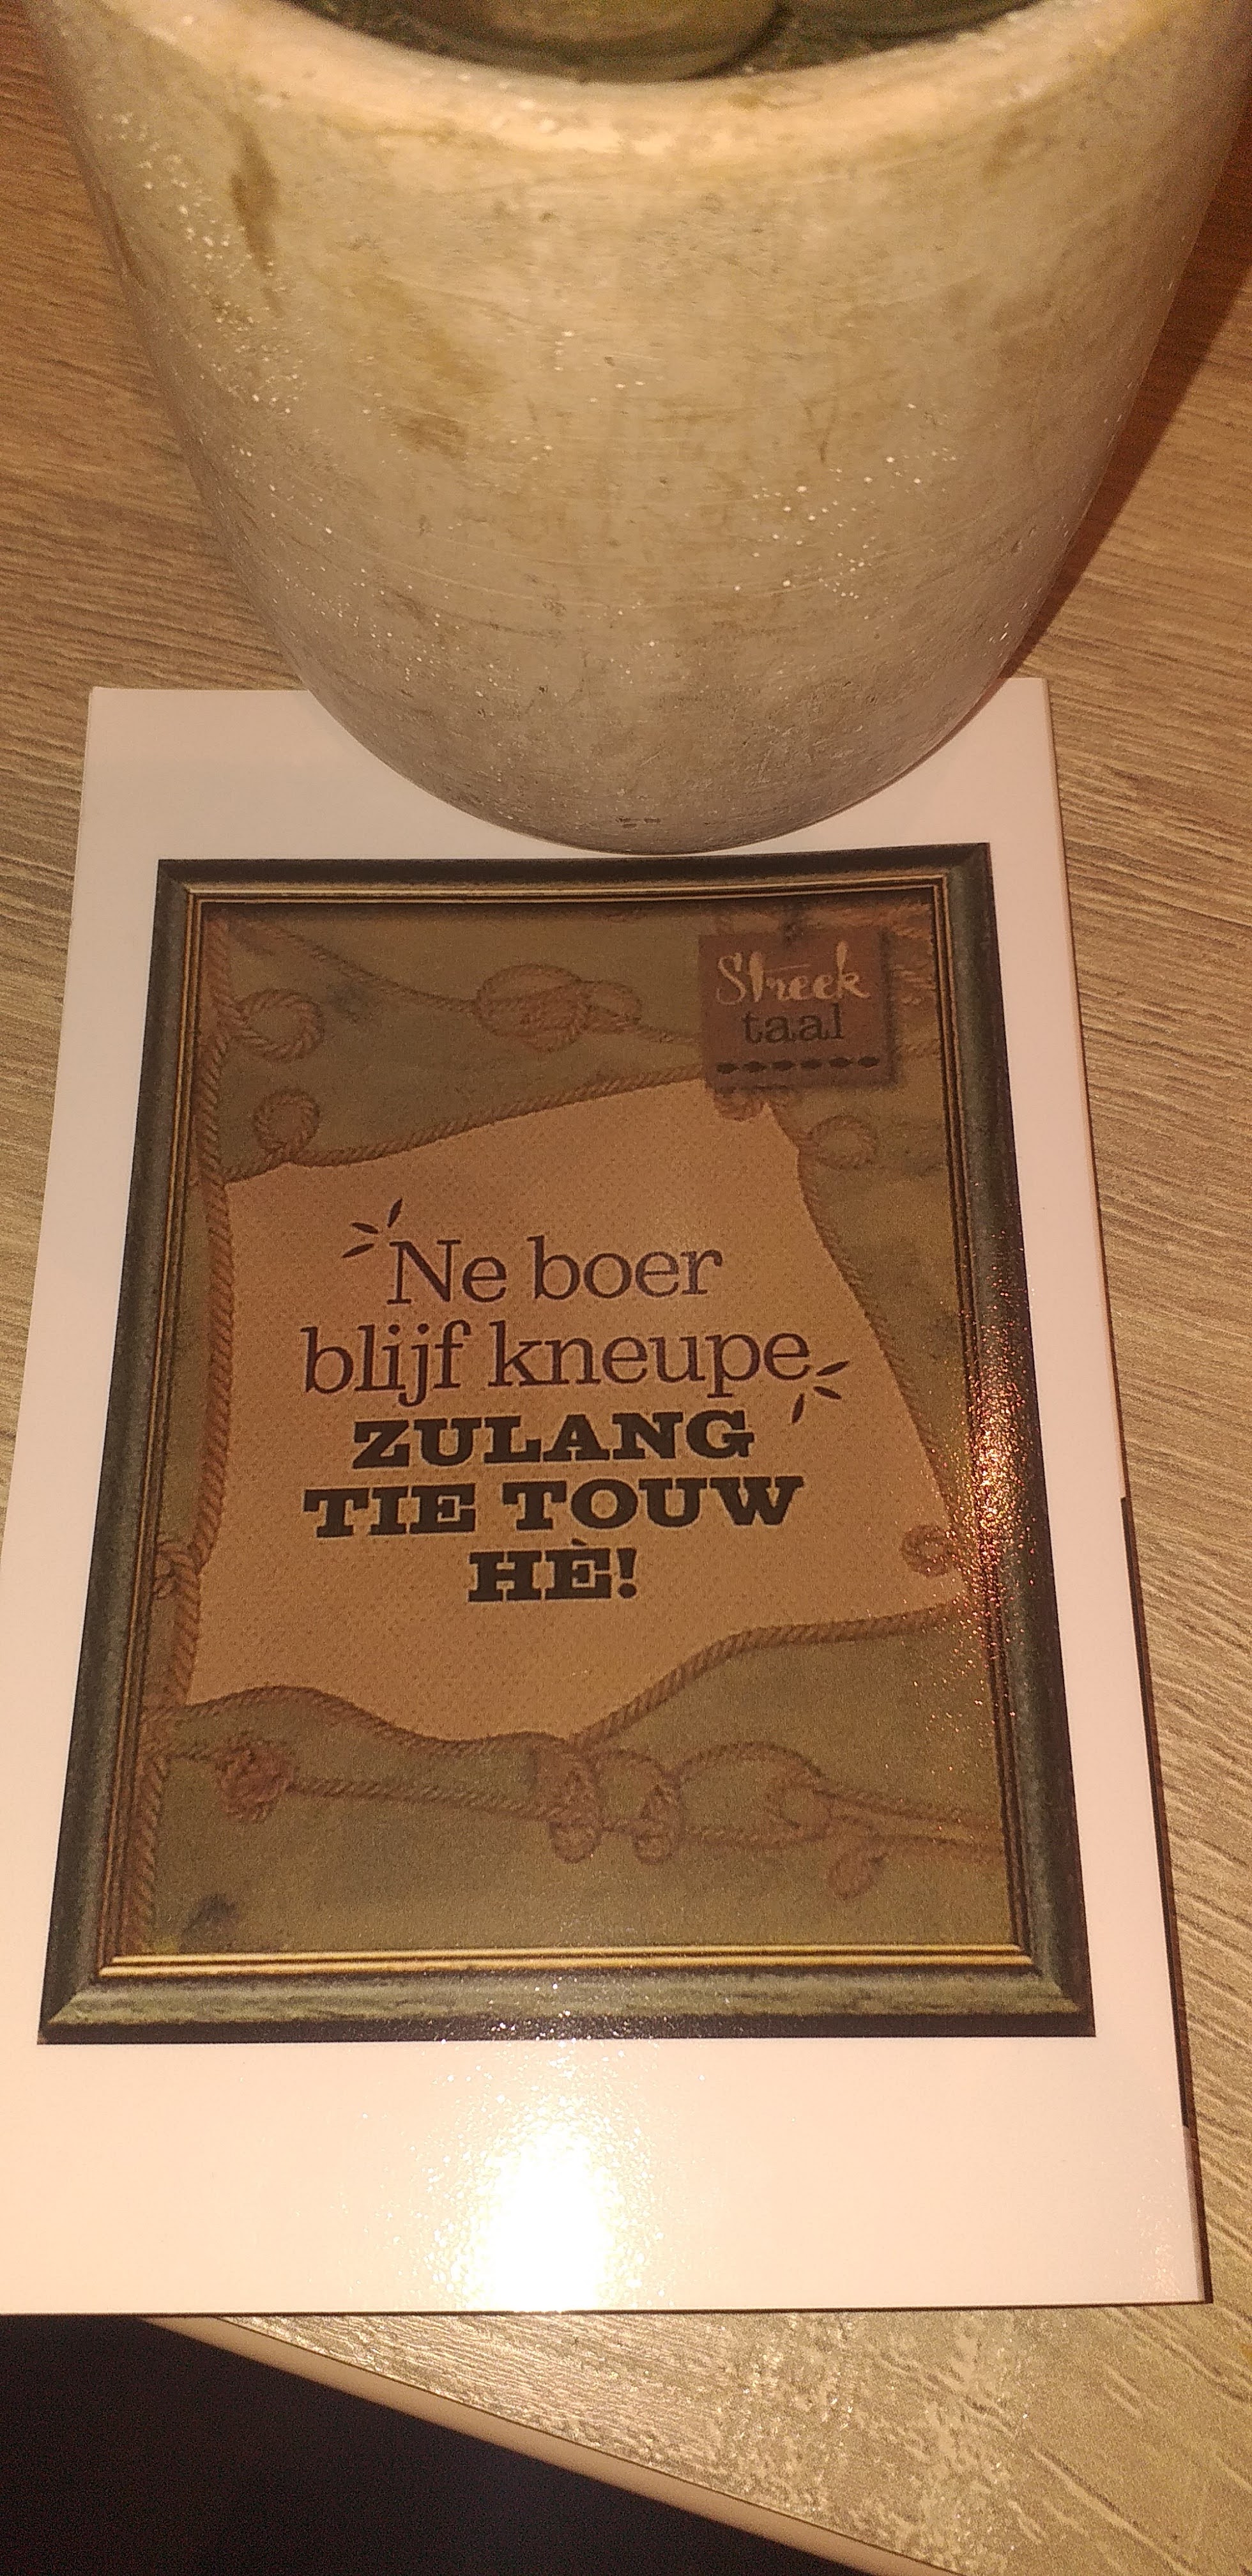 Streek
taal
Ne boer
blijf kneupe
ZULANG
TIE TOUW
HÈ!